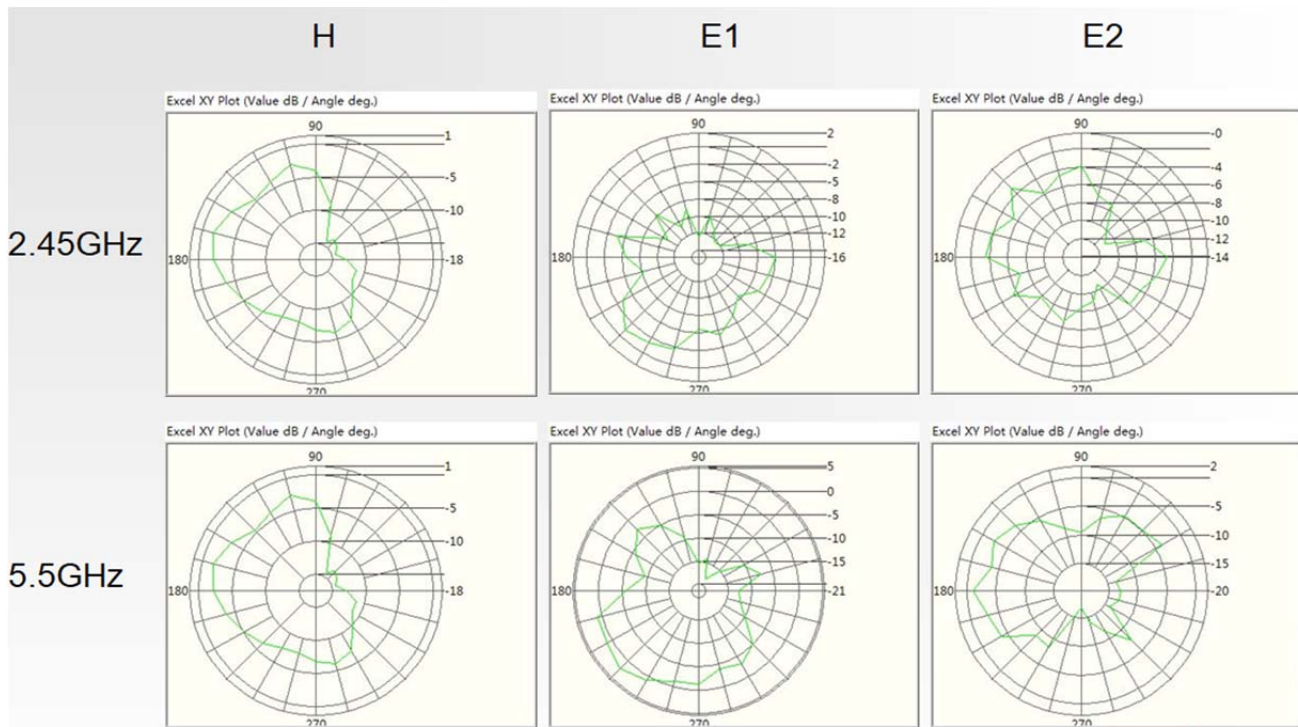 H E1 E2
Excel XY Plot (Value dB / Angle deg.) Excel XY Plot (Value dB / Angle deg.) Excel XY Plot (Value dB / Angle deg.)
90 90 90
1 2 -0
-2 -4
-5 -5 -6
-8 -8
-10 -10 -10
-12 -12
2.45GHz 180 -18 180 -16 180 -14
270 270 270
Excel XY Plot (Value dB / Angle deg.) Excel XY Plot (Value dB / Angle deg.) Excel XY Plot (Value dB / Angle deg.)
90 90 90
1 5 2
0
-5 -5 -5
-10 -10 -10
-15 -15
5.5GHz 180 -18 180 -21 180 -20
270 270 270